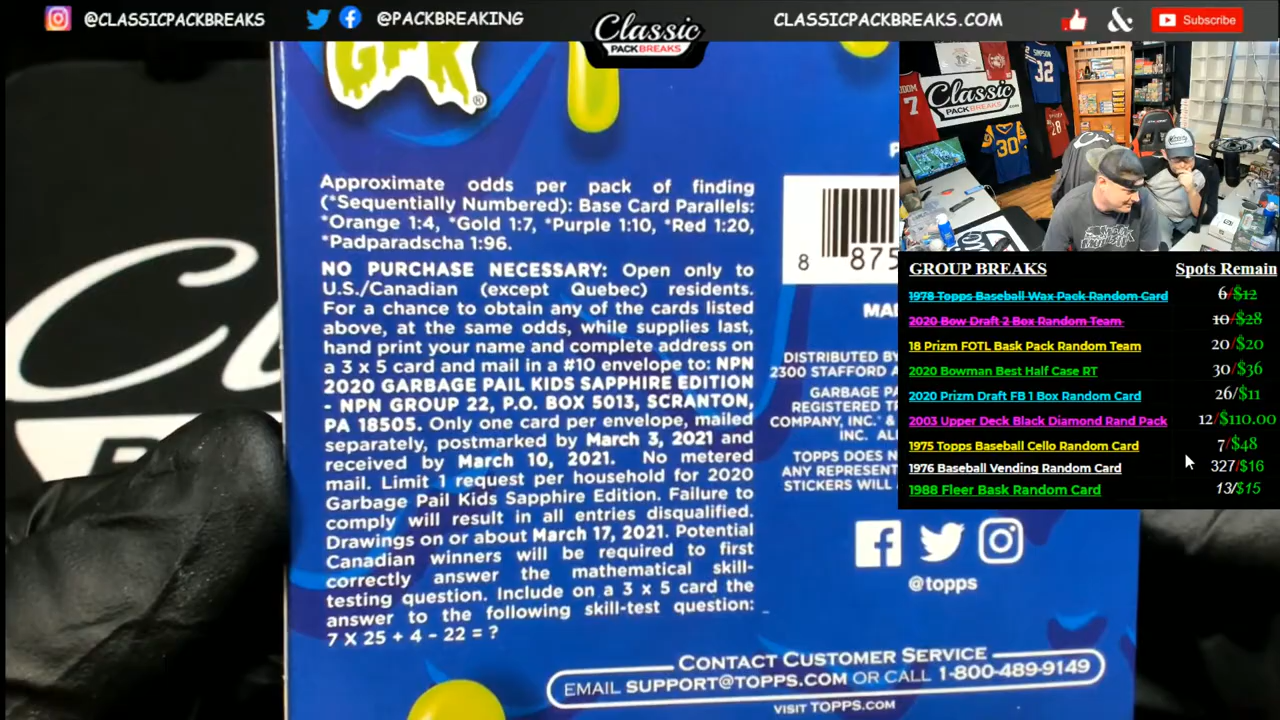 @CLASSICPACKBREAKS
@PACKBREAKING
Classic
PACK BREAKS
CLASSICPACKBREAKS.COM
Subscribe
GPK®
Approximate odds per pack of finding
(*Sequentially Numbered): Base Card Parallels:
*Orange 1:4, *Gold 1:7, *Purple 1:10, *Red 1:20,
*Padparadscha 1:96.
NO PURCHASE NECESSARY: Open only to
U.S./Canadian (except Quebec) residents.
For a chance to obtain any of the cards listed
above, at the same odds, while supplies last,
hand print your name and complete address on
a 3 x 5 card and mail in a #10 envelope to: NPN
2020 GARBAGE PAIL KIDS SAPPHIRE EDITION
- NPN GROUP 22, P.O. BOX 5013, SCRANTON,
PA 18505. Only one card per envelope, mailed
separately, postmarked by March 3, 2021 and
received by March 10, 2021. No metered
mail. Limit 1 request per household for 2020
Garbage Pail Kids Sapphire Edition. Failure to
comply will result in all entries disqualified.
Drawings on or about March 17, 2021. Potential
Canadian winners will be required to first
correctly answer the mathematical skill-
testing question. Include on a 3 x 5 card the
answer to the following skill-test question:
7 X 25 + 4 - 22 = ?
8 875
DISTRIBUTED BY
2300 STAFFORD A
GARBAGE PA
REGISTERED
COMPANY, INC.
INC.
TOPPS DOES N
ANY REPRESENT
STICKERS WILL
@topps
CONTACT CUSTOMER SERVICE
EMAIL SUPPORT@TOPPS.COM OR CALL 1-800-489-9149
VISIT TOPPS.COM
Classic
PACK BREAKS
SIMPSON
32
7
30
28
GROUP BREAKS Spots Remain
1978 Topps Baseball Wax Pack Random Card 6/$12
2020 Bow Draft 2 Box Random Team 10/$28
18 Prizm FOTL Bask Pack Random Team 20/$20
2020 Bowman Best Half Case RT 30/$36
2020 Prizm Draft FB 1 Box Random Card 26/$11
2003 Upper Deck Black Diamond Rand Pack 12/$110.00
1975 Topps Baseball Cello Random Card 7/$48
1976 Baseball Vending Random Card 327/$16
1988 Fleer Bask Random Card 13/$15